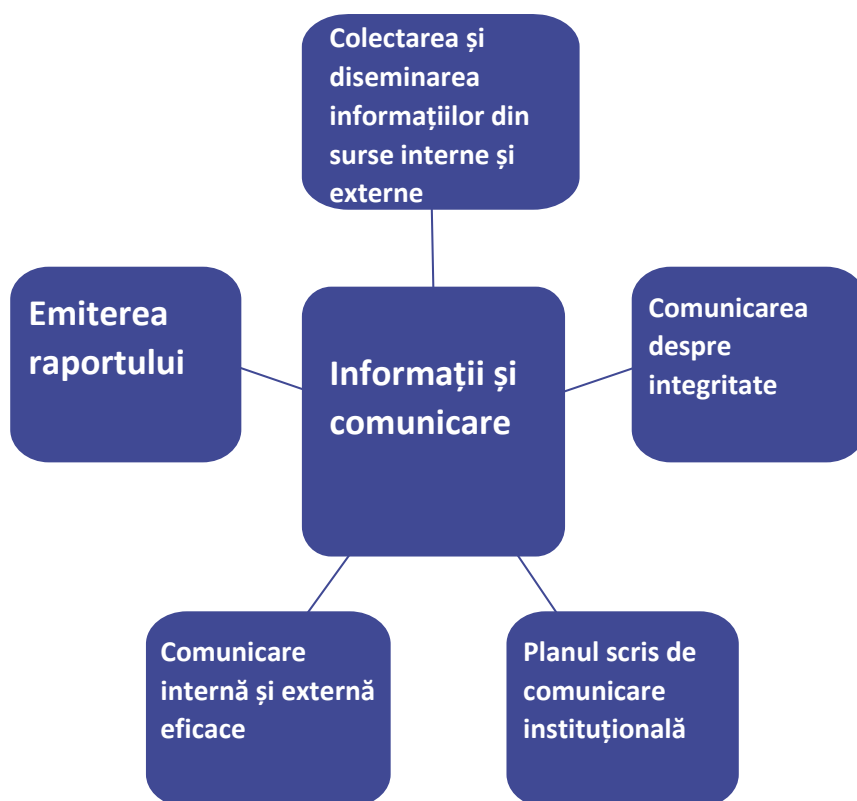 Colectarea și
diseminarea
informațiilor din
surse interne și
externe
Emiterea
raportului
Informații și
comunicare
Comunicarea
despre
integritate
Comunicare
internă și externă
eficace
Planul scris de
comunicare
instituțională